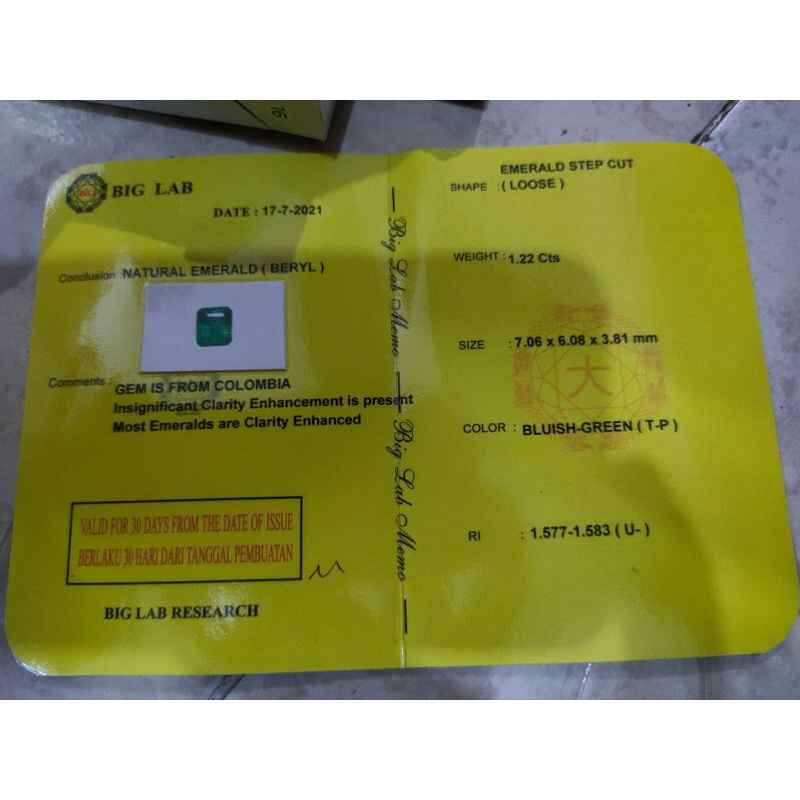 16
BIG LAB
DATE : 17-7-2021
Conclusion :NATURAL EMERALD ( BERYL )
Comments : GEM IS FROM COLOMBIA
Insignificant Clarity Enhancement is present
Most Emeralds are Clarity Enhanced
VALID FOR 30 DAYS FROM THE DATE OF ISSUE
BERLAKU 30 HARI DARI TANGGAL PEMBUATAN
BIG LAB RESEARCH
Big Lab Memo
Big Lab Memo
EMERALD STEP CUT
SHAPE : ( LOOSE )
WEIGHT : 1.22 Cts
SIZE : 7.06 x 6.08 x 3.81 mm
大
COLOR : BLUISH-GREEN ( T-P )
RI : 1.577-1.583 ( U- )